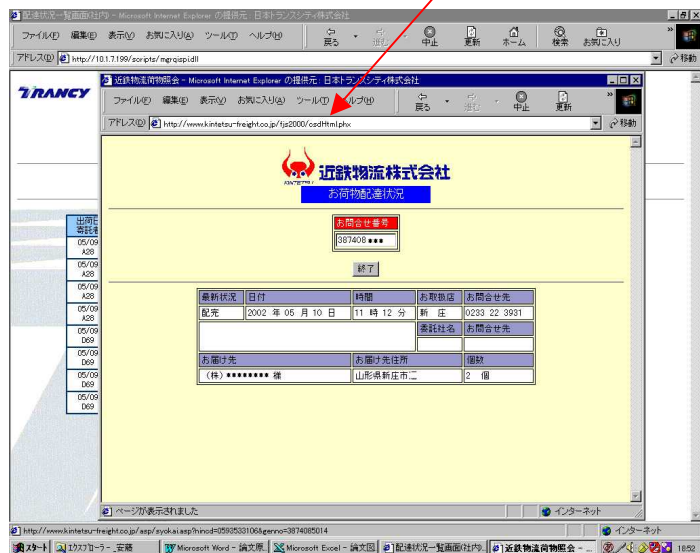 配達状況一覧画面(社内) - Microsoft Internet Explorer の提供元: 日本トランスシティ株式会社
ファイル(F) 編集(E) 表示(V) お気に入り(A) ツール(T) ヘルプ(H)
戻る 進む 中止 更新 ホーム 検索 お気に入り
アドレス(D) http://10.1.7.199/scripts/mgrqispi.dll 移動
TRANCY
近鉄物流荷物照会 - Microsoft Internet Explorer の提供元: 日本トランスシティ株式会社
ファイル(F) 編集(E) 表示(V) お気に入り(A) ツール(T) ヘルプ(H)
戻る 進む 中止 更新
アドレス(D) http://www.kintetsu-freight.co.jp/fjs2000/osdHtml.phx 移動
KINTETSU
近鉄物流株式会社
お荷物配達状況
お問合せ番号
387408●●●
終了
最新状況 日付 時間 お取扱店 お問合せ先
配完 2002 年 05 月 10 日 11 時 12 分 新 庄 0233 22 3931
委託社名 お問合せ先
お届け先 お届け先住所 個数
(株)******** 様 山形県新庄市 2 個
出荷日
05/09
A28
05/09
A28
05/09
A28
05/09
A28
05/09
D69
05/09
D69
05/09
D69
05/09
D69
ページが表示されました
インターネット
http://www.kintetsu-freight.co.jp/asp/syokai.asp?hincd=0593533106&genno=3874085014
インターネット
スタート エクスプローラー - 安藤 Microsoft Word - 論文原... Microsoft Excel - 論文図... 配達状況一覧画面(社内)... 近鉄物流荷物照会 - ...